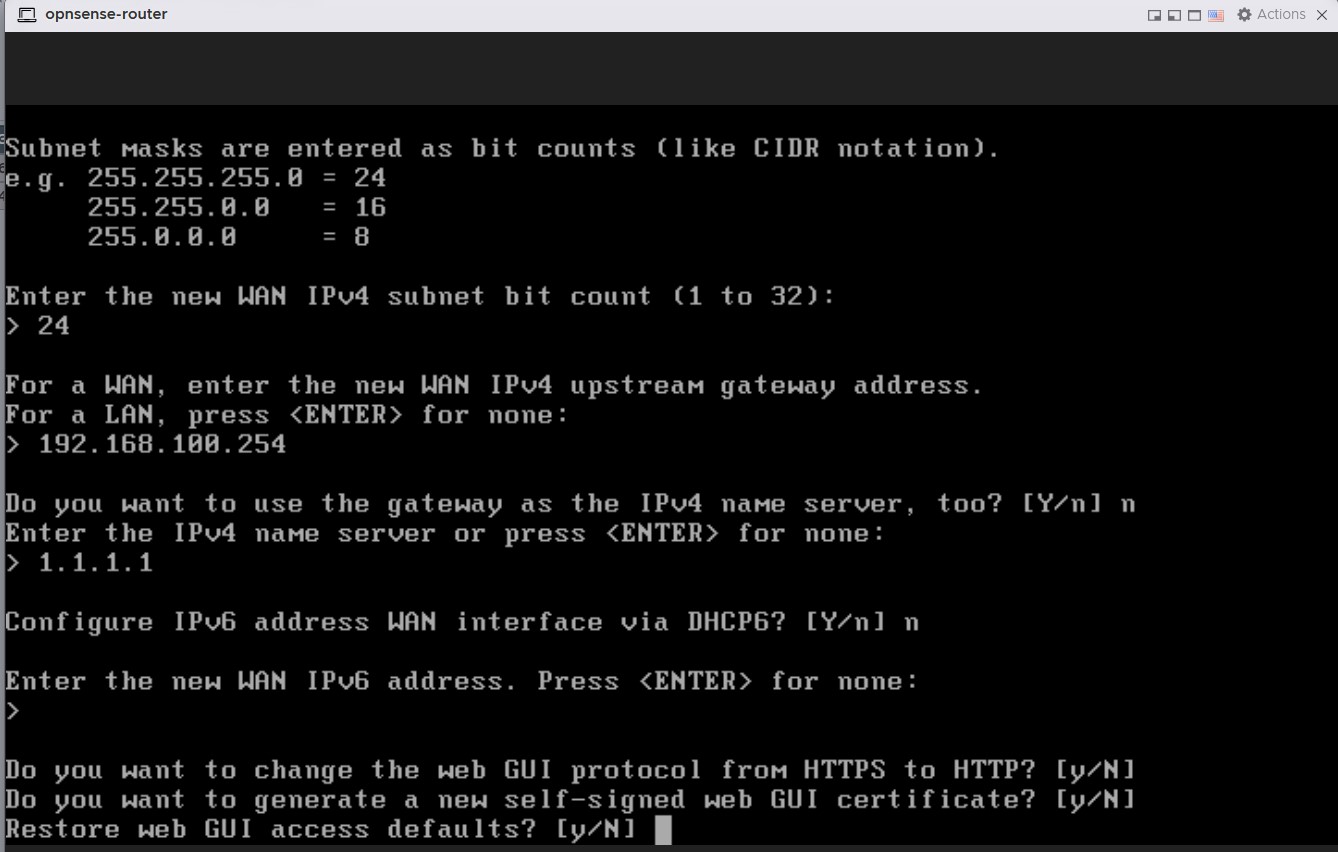 opnsense-router
Actions
Subnet masks are entered as bit counts (like CIDR notation).
e.g. 255.255.255.0 = 24
     255.255.0.0   = 16
     255.0.0.0     = 8
Enter the new WAN IPv4 subnet bit count (1 to 32):
> 24
For a WAN, enter the new WAN IPv4 upstream gateway address.
For a LAN, press <ENTER> for none:
> 192.168.100.254
Do you want to use the gateway as the IPv4 name server, too? [Y/n] n
Enter the IPv4 name server or press <ENTER> for none:
> 1.1.1.1
Configure IPv6 address WAN interface via DHCP6? [Y/n] n
Enter the new WAN IPv6 address. Press <ENTER> for none:
>
Do you want to change the web GUI protocol from HTTPS to HTTP? [y/N]
Do you want to generate a new self-signed web GUI certificate? [y/N]
Restore web GUI access defaults? [y/N]